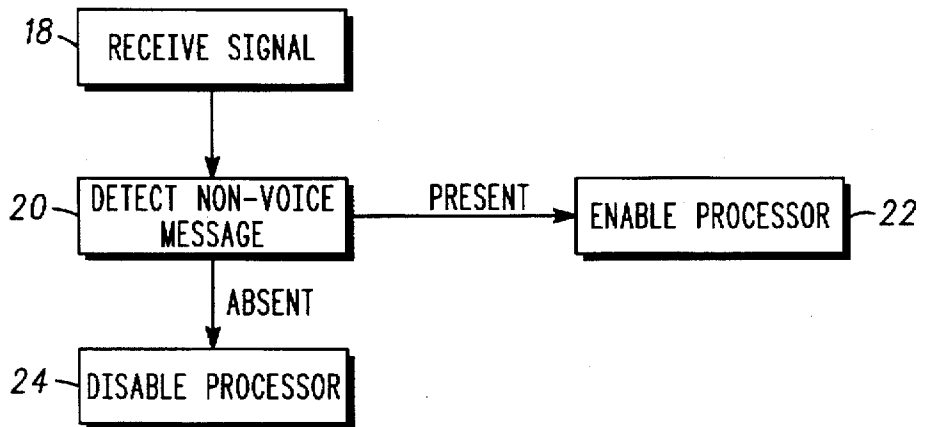 18
RECEIVE SIGNAL
20
DETECT NON-VOICE
MESSAGE
PRESENT
ENABLE PROCESSOR
22
ABSENT
24
DISABLE PROCESSOR